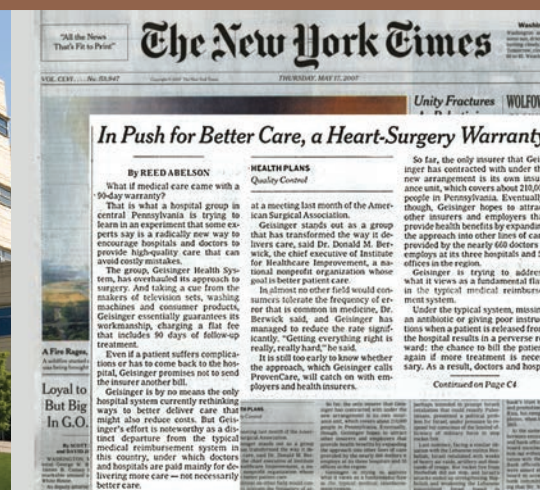 "All the News
That's Fit to Print"
The New York Times
VOL. CLVI . . . No. 53,947
THURSDAY, MAY 17, 2007
Unity Fractures
WOLFOV
In Push for Better Care, a Heart-Surgery Warranty
By REED ABELSON
What if medical care came with a
90-day warranty?
That is what a hospital group in
central Pennsylvania is trying to
learn in an experiment that some ex-
perts say is a radically new way to
encourage hospitals and doctors to
provide high-quality care that can
avoid costly mistakes.
The group, Geisinger Health Sys-
tem, has overhauled its approach to
surgery. And taking a cue from the
makers of television sets, washing
machines and consumer products,
Geisinger essentially guarantees its
workmanship, charging a flat fee
that includes 90 days of follow-up
treatment.
Even if a patient suffers complica-
tions or has to come back to the hos-
pital, Geisinger promises not to send
the insurer another bill.
Geisinger is by no means the only
hospital system currently rethinking
ways to better deliver care that
might also reduce costs. But Geis-
inger's effort is noteworthy as a dis-
tinct departure from the typical
medical reimbursement system in
this country, under which doctors
and hospitals are paid mainly for de-
livering more care — not necessarily
better care.
HEALTH PLANS
Quality Control
at a meeting last month of the Amer-
ican Surgical Association.
Geisinger stands out as a group
that has transformed the way it de-
livers care, said Dr. Donald M. Ber-
wick, the chief executive of Institute
for Healthcare Improvement, a na-
tional nonprofit organization whose
goal is better patient care.
In almost no other field would con-
sumers tolerate the frequency of er-
ror that is common in medicine, Dr.
Berwick said, and Geisinger has
managed to reduce the rate signif-
icantly. "Getting everything right is
really, really hard," he said.
It is still too early to know whether
the approach, which Geisinger calls
ProvenCare, will catch on with em-
ployers and health insurers.
So far, the only insurer that Gei
inger has contracted with under th
new arrangement is its own insu
ance unit, which covers about 210,00
people in Pennsylvania. Eventuall
though, Geisinger hopes to attrac
other insurers and employers tha
provide health benefits by expandin
the approach into other lines of car
provided by the nearly 660 doctors
employs at its three hospitals and 5
offices in the region.
Geisinger is trying to addres
what it views as a fundamental fla
in the typical medical reimburse
ment system.
Under the typical system, missin
an antibiotic or giving poor instru
tions when a patient is released fro
the hospital results in a perverse r
ward: the chance to bill the patien
again if more treatment is nece
sary. As a result, doctors and hosp
Continued on Page C4
A Fire Rages,
Loyal to
But Big
In G.O.